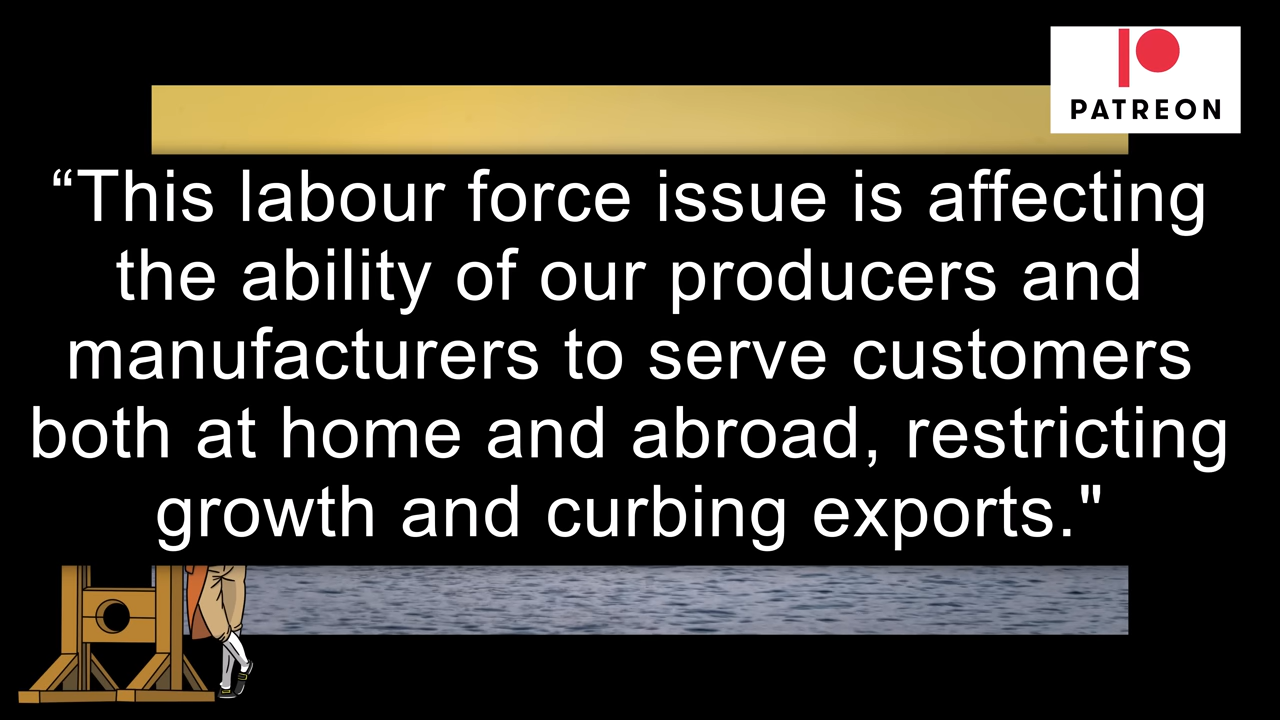 PATREON
“This labour force issue is affecting
the ability of our producers and
manufacturers to serve customers
both at home and abroad, restricting
growth and curbing exports."